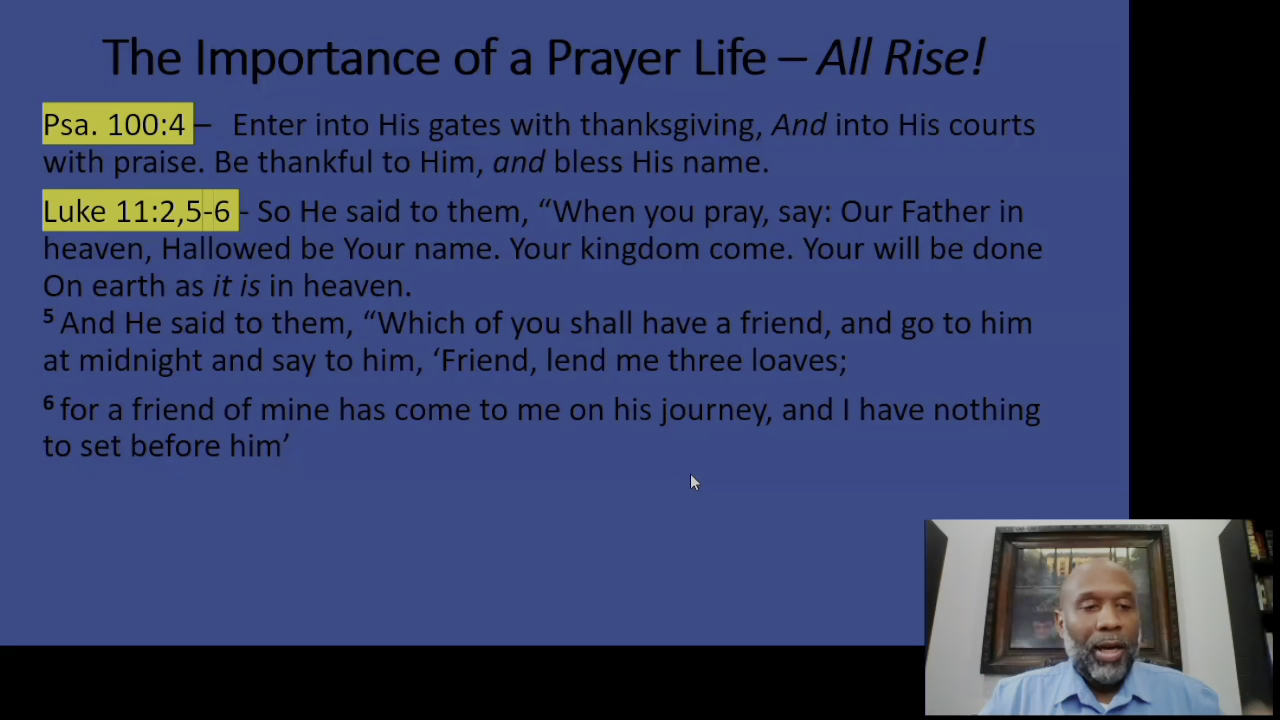 The Importance of a Prayer Life – All Rise!
Psa. 100:4 – Enter into His gates with thanksgiving, And into His courts
with praise. Be thankful to Him, and bless His name.
Luke 11:2,5-6 - So He said to them, “When you pray, say: Our Father in
heaven, Hallowed be Your name. Your kingdom come. Your will be done
On earth as it is in heaven.
5 And He said to them, “Which of you shall have a friend, and go to him
at midnight and say to him, ‘Friend, lend me three loaves;
6 for a friend of mine has come to me on his journey, and I have nothing
to set before him’